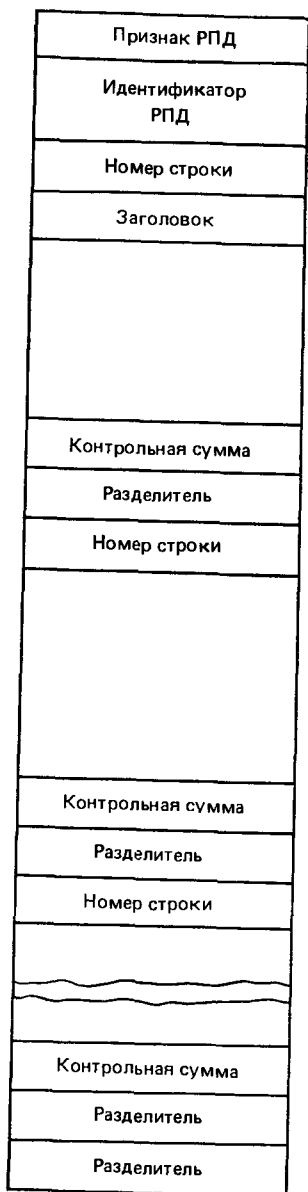 Признак РПД
Идентификатор
РПД
Номер строки
Заголовок
Контрольная сумма
Разделитель
Номер строки
Контрольная сумма
Разделитель
Номер строки
Контрольная сумма
Разделитель
Разделитель